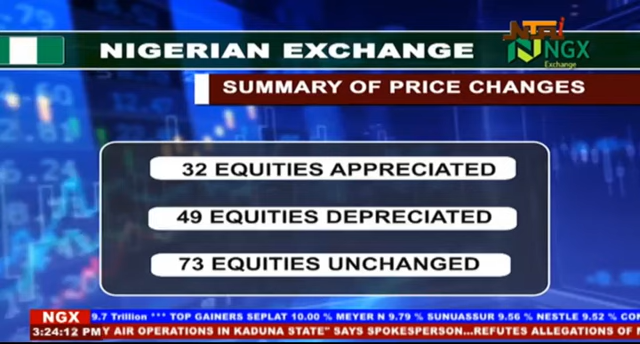 NIGERIAN EXCHANGE
NTA
NGX
Exchange
SUMMARY OF PRICE CHANGES
32 EQUITIES APPRECIATED
49 EQUITIES DEPRECIATED
73 EQUITIES UNCHANGED
NGX 9.7 Trillion *** TOP GAINERS SEPLAT 10.00 % MEYER N 9.79 % SUNUASSUR 9.56 % NESTLE 9.52 % CON
3:24:12 PM Y AIR OPERATIONS IN KADUNA STATE" SAYS SPOKESPERSON...REFUTES ALLEGATIONS OF